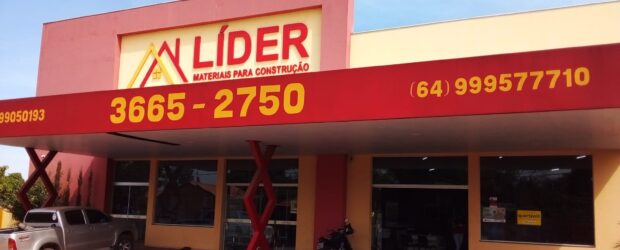 LÍDER
MATERIAIS PARA CONSTRUÇÃO
99050193
3665-2750
(64) 999577710